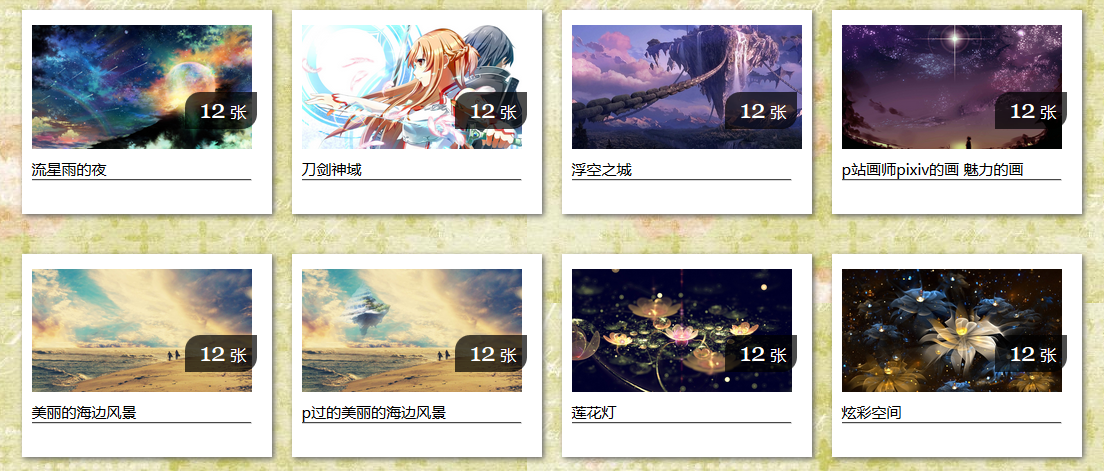 12 张
12 张
12 张
12 张
流星雨的夜
刀剑神域
浮空之城
p站画师pixiv的画 魅力的画
12 张
12 张
12 张
12 张
美丽的海边风景
p过的美丽的海边风景
莲花灯
炫彩空间